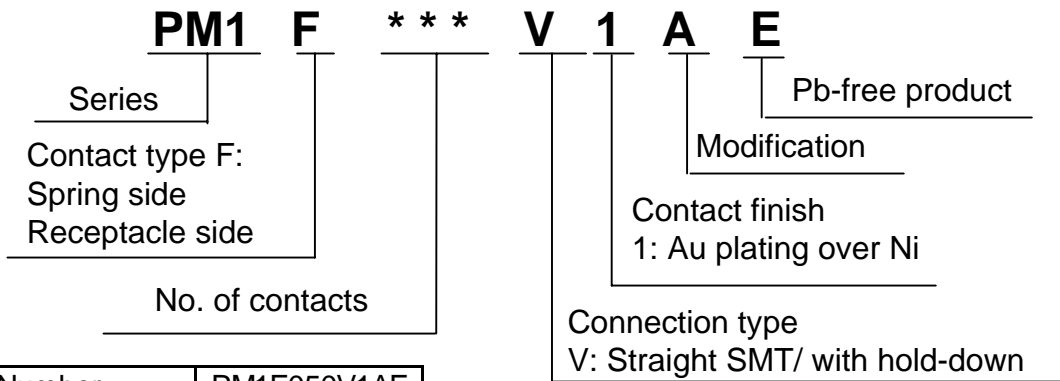 PM1 F * * * V 1 A E
Series
Pb-free product
Contact type F:
Spring side
Receptacle side
Modification
Contact finish
1: Au plating over Ni
No. of contacts
Connection type
V: Straight SMT/ with hold-down